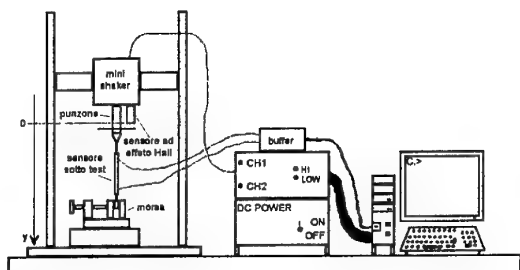 mini
shaker
punzone
0
sensore ad
effeto Hall
sensore
sotto test
morsa
y
buffer
CH1
CH2
HI
LOW
DC POWER
ON
OFF
C:>